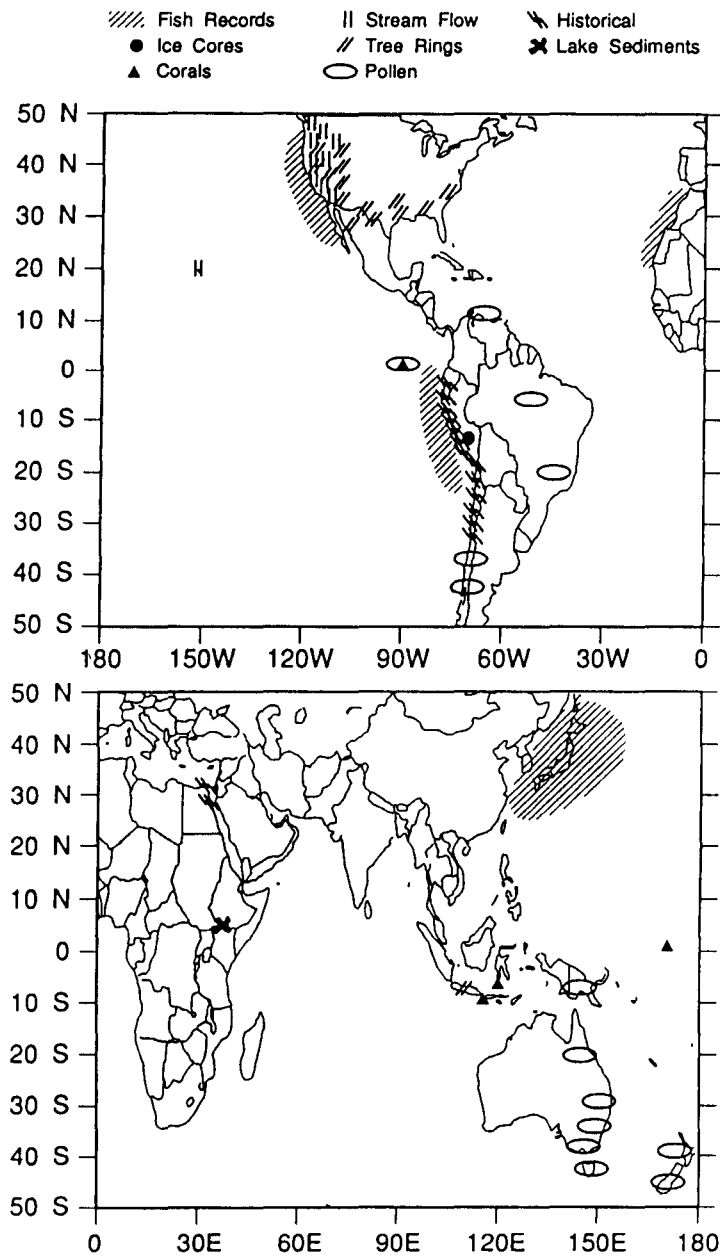 Fish Records Stream Flow Historical
Ice Cores Tree Rings Lake Sediments
Corals Pollen
50 N
40 N
30 N
20 N
10 N
0
10 S
20 S
30 S
40 S
50 S
180 150W 120W 90W 60W 30W 0
50 N
40 N
30 N
20 N
10 N
0
10 S
20 S
30 S
40 S
50 S
0 30E 60E 90E 120E 150E 180